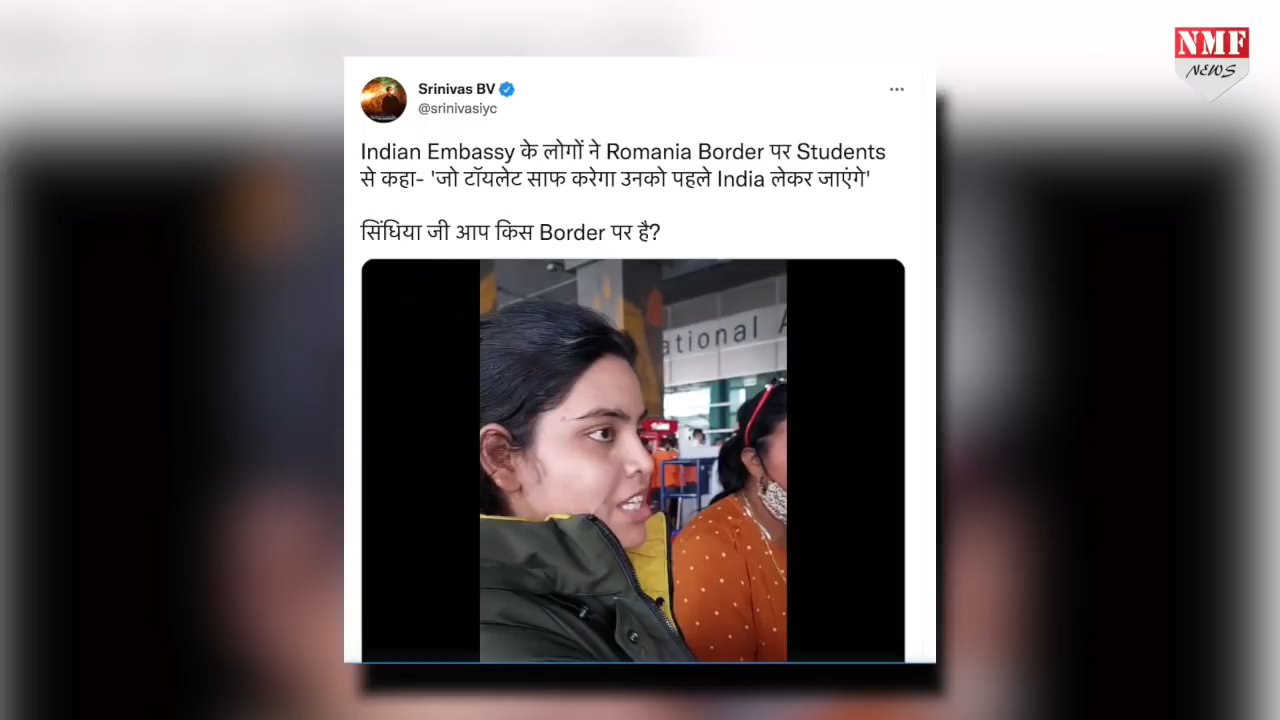 NMF
NEWS
Srinivas BV
@srinivasiyc
Indian Embassy के लोगों ने Romania Border पर Students
से कहा- 'जो टॉयलेट साफ करेगा उनको पहले India लेकर जाएंगे'
सिंधिया जी आप किस Border पर है?
ational A